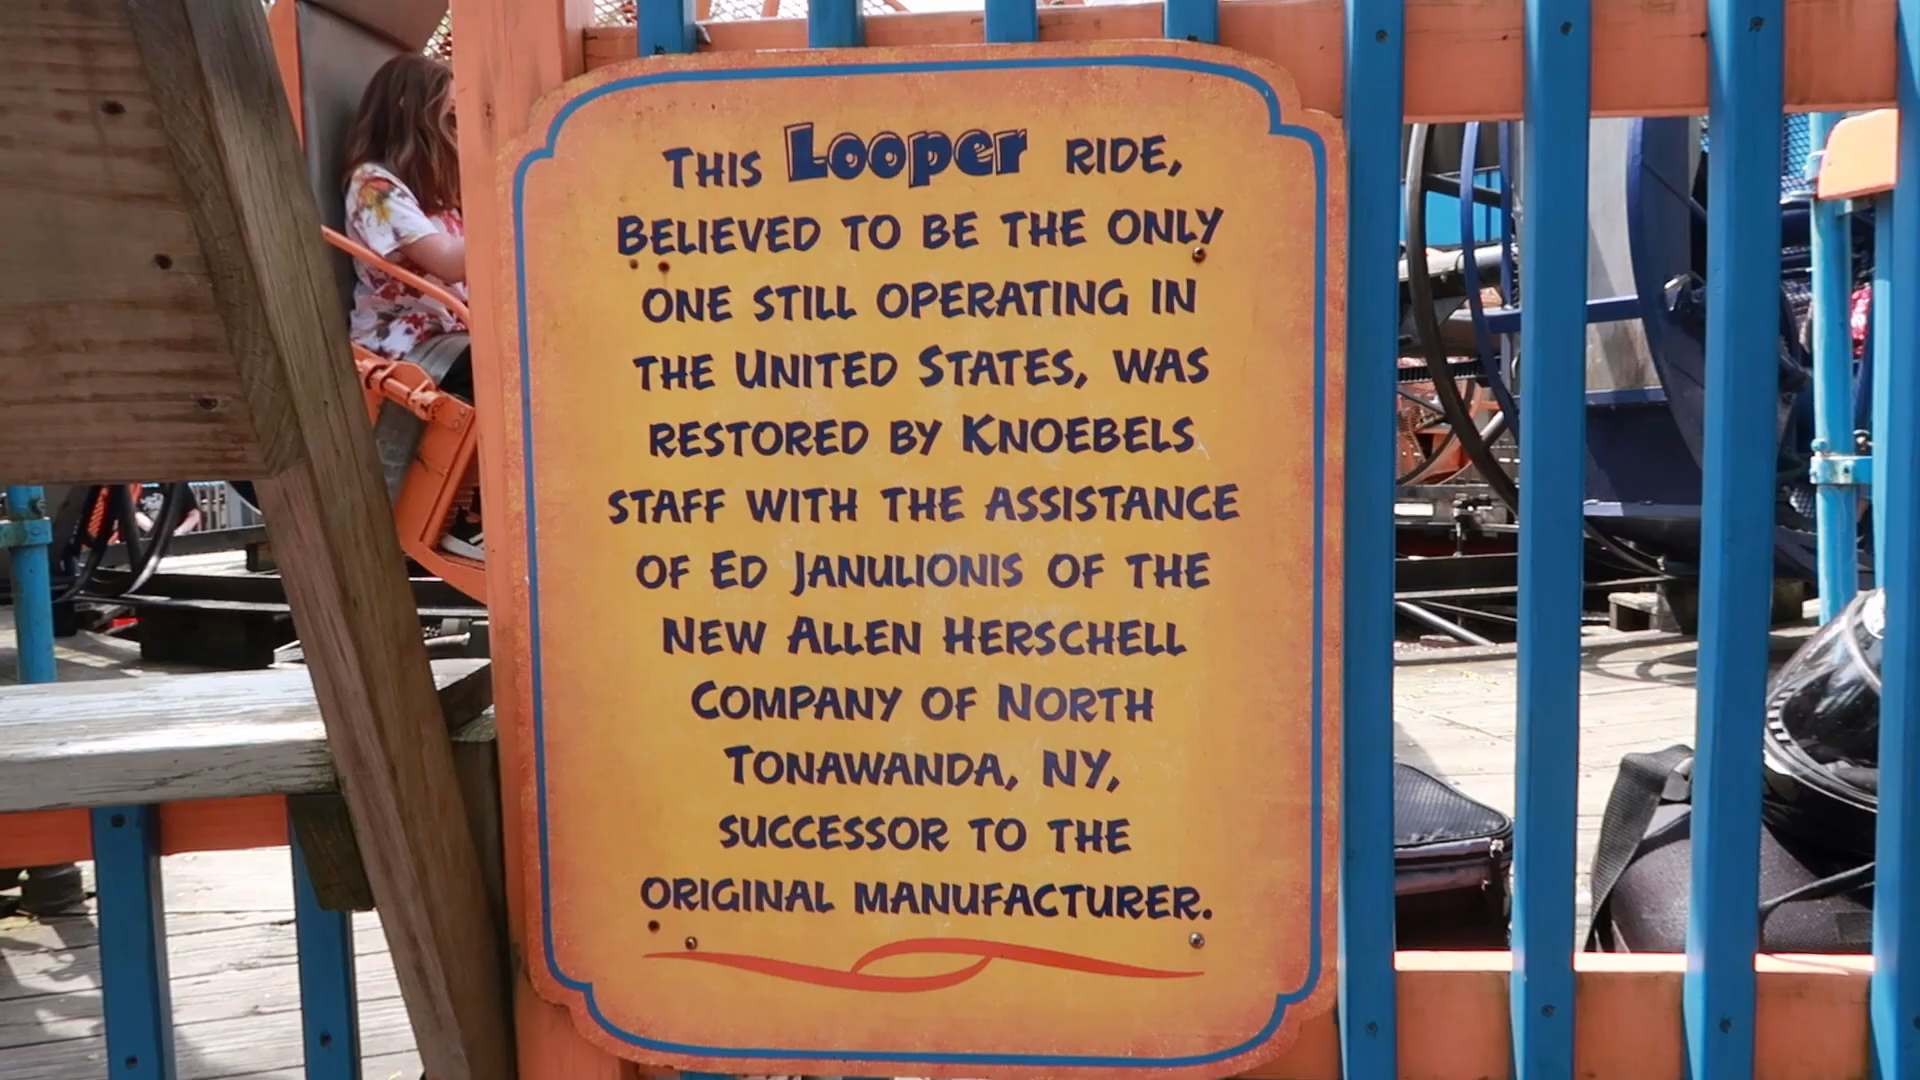 This Looper ride,
Believed to be the only
one still operating in
the United States, was
restored by Knoebels
staff with the assistance
of Ed Janulionis of the
New Allen Herschell
Company of North
Tonawanda, NY,
successor to the
original manufacturer.